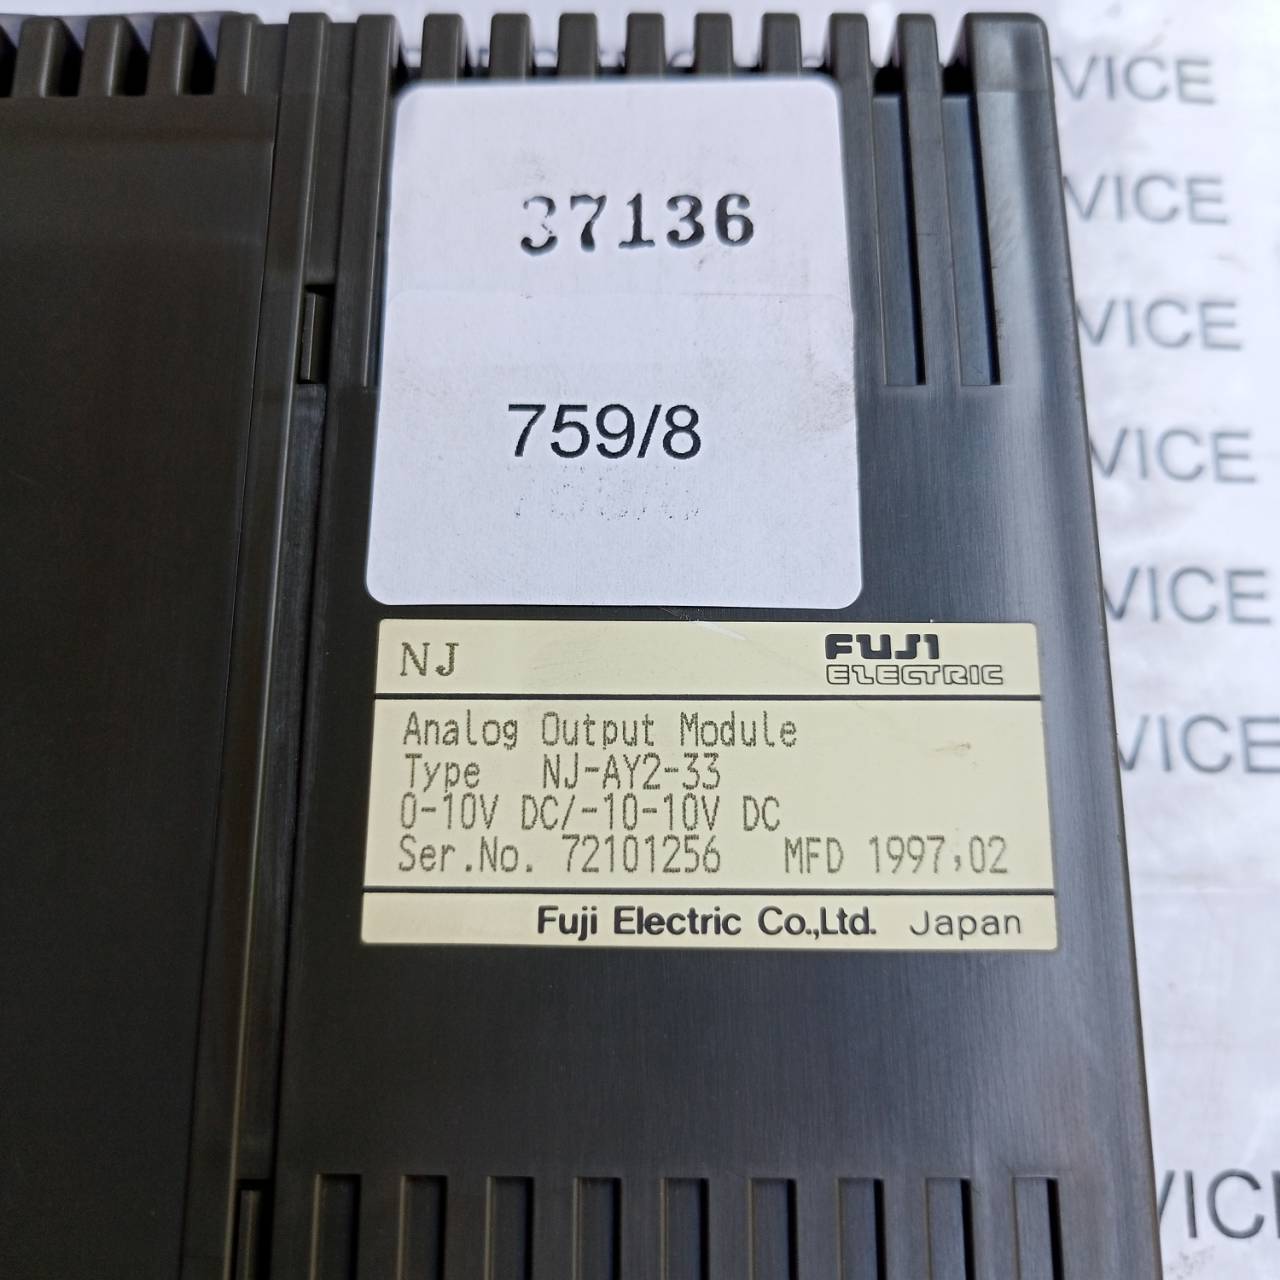 37136
759/8
NJ
FUJI
ELECTRIC
Analog Output Module
Type NJ-AY2-33
0-10V DC/-10-10V DC
Ser.No. 72101256 MFD 1997,02
Fuji Electric Co.,Ltd. Japan
VICE
VICE
VICE
VICE
VICE
VICE